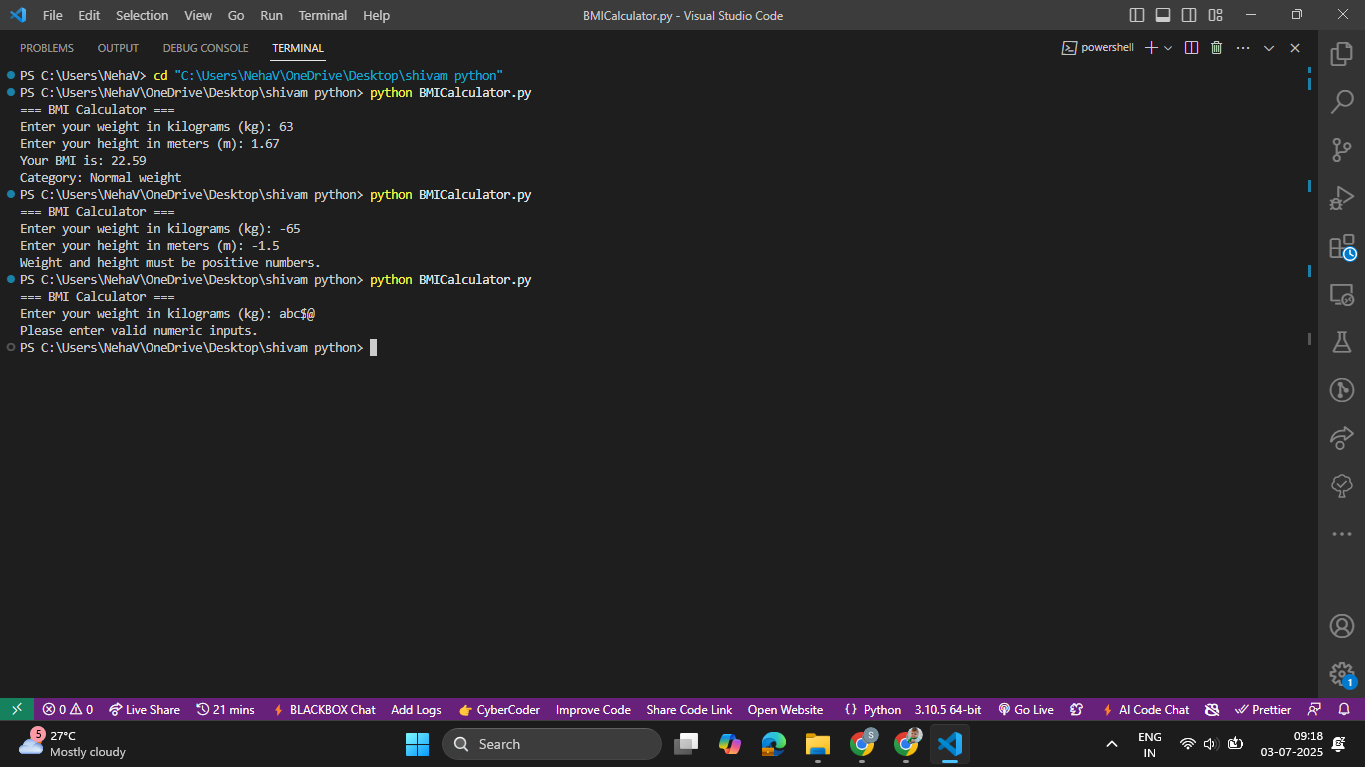 File Edit Selection View Go Run Terminal Help BMICalculator.py - Visual Studio Code
PROBLEMS OUTPUT DEBUG CONSOLE TERMINAL powershell
PS C:\Users\NehaV> cd "C:\Users\NehaV\OneDrive\Desktop\shivam python"
PS C:\Users\NehaV\OneDrive\Desktop\shivam python> python BMICalculator.py
=== BMI Calculator ===
Enter your weight in kilograms (kg): 63
Enter your height in meters (m): 1.67
Your BMI is: 22.59
Category: Normal weight
PS C:\Users\NehaV\OneDrive\Desktop\shivam python> python BMICalculator.py
=== BMI Calculator ===
Enter your weight in kilograms (kg): -65
Enter your height in meters (m): -1.5
Weight and height must be positive numbers.
PS C:\Users\NehaV\OneDrive\Desktop\shivam python> python BMICalculator.py
=== BMI Calculator ===
Enter your weight in kilograms (kg): abc$@
Please enter valid numeric inputs.
PS C:\Users\NehaV\OneDrive\Desktop\shivam python>
1
0 0 Live Share 21 mins BLACKBOX Chat Add Logs CyberCoder Improve Code Share Code Link Open Website {} Python 3.10.5 64-bit Go Live AI Code Chat Prettier
5 27°C Search S ENG 09:18
Mostly cloudy IN 03-07-2025